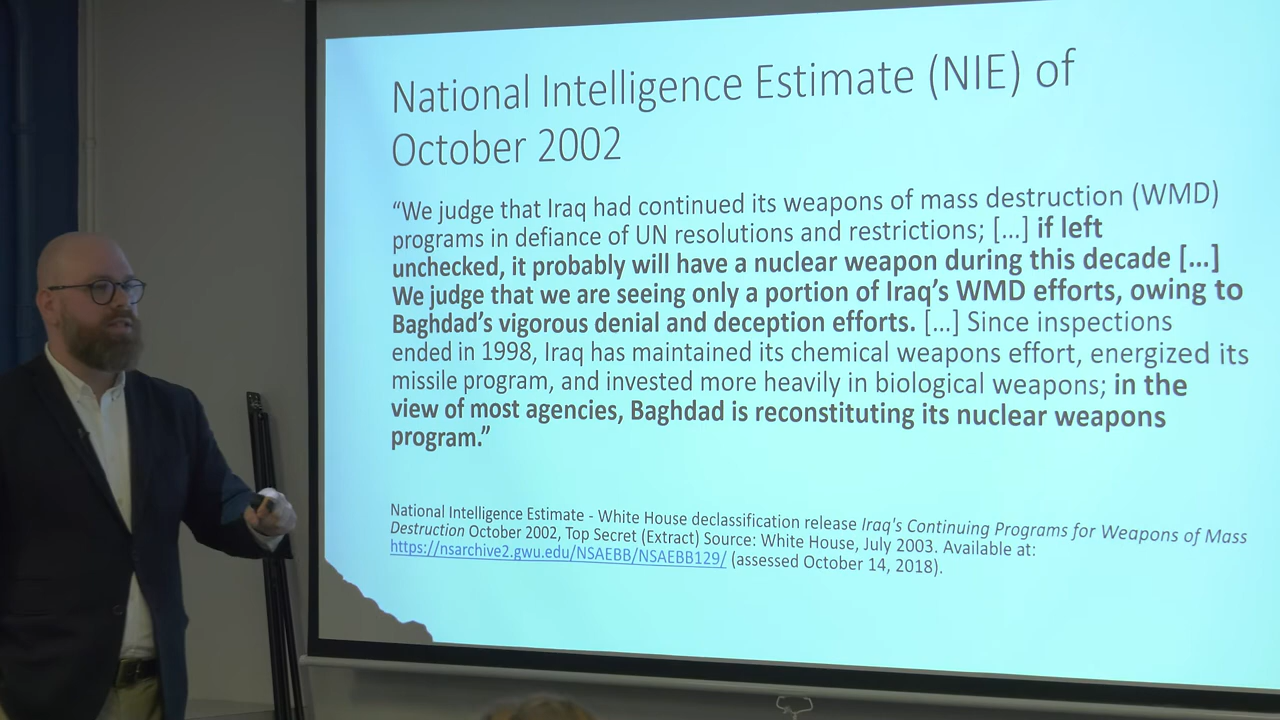 National Intelligence Estimate (NIE) of
October 2002
“We judge that Iraq had continued its weapons of mass destruction (WMD)
programs in defiance of UN resolutions and restrictions; [...] if left
unchecked, it probably will have a nuclear weapon during this decade [...]
We judge that we are seeing only a portion of Iraq’s WMD efforts, owing to
Baghdad’s vigorous denial and deception efforts. [...] Since inspections
ended in 1998, Iraq has maintained its chemical weapons effort, energized its
missile program, and invested more heavily in biological weapons; in the
view of most agencies, Baghdad is reconstituting its nuclear weapons
program.”
National Intelligence Estimate - White House declassification release Iraq's Continuing Programs for Weapons of Mass
Destruction October 2002, Top Secret (Extract) Source: White House, July 2003. Available at:
https://nsarchive2.gwu.edu/NSAEBB/NSAEBB129/ (assessed October 14, 2018).